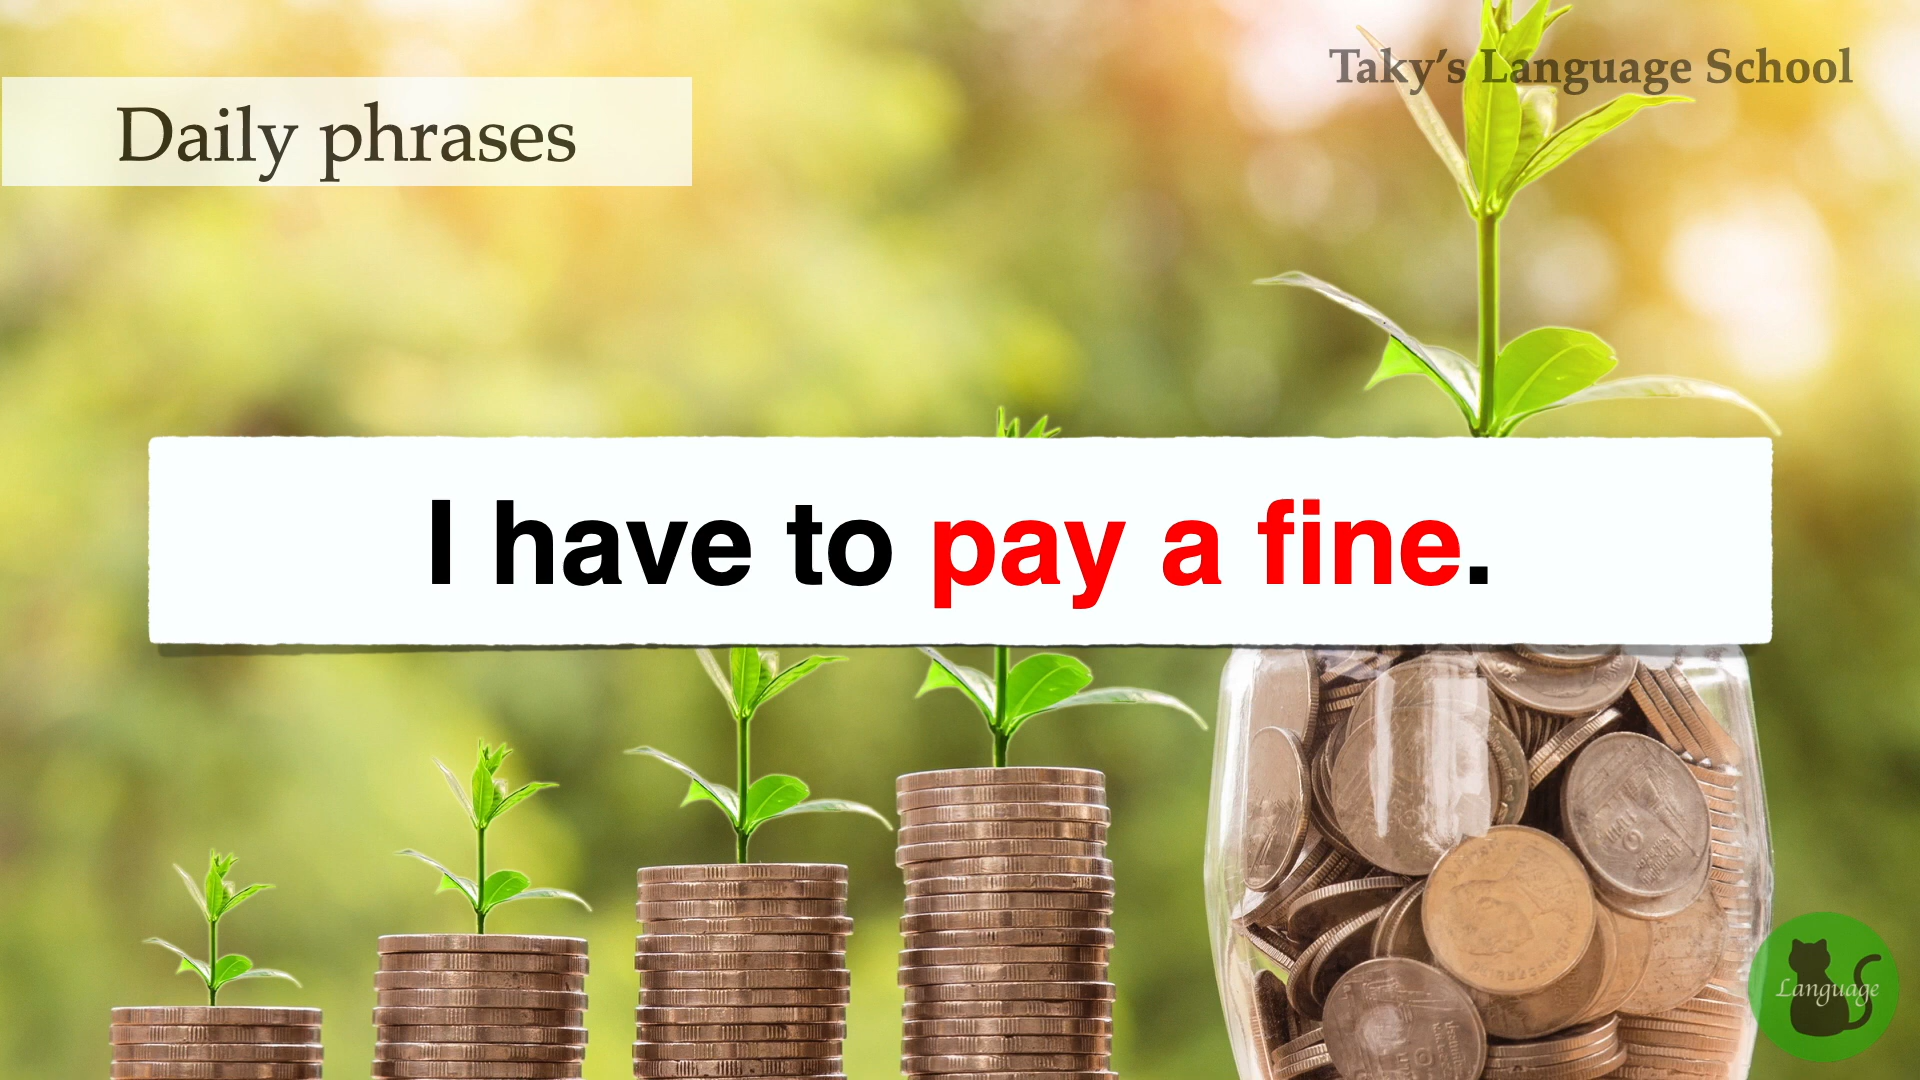 Taky's Language School
Daily phrases
I have to pay a fine.
Language